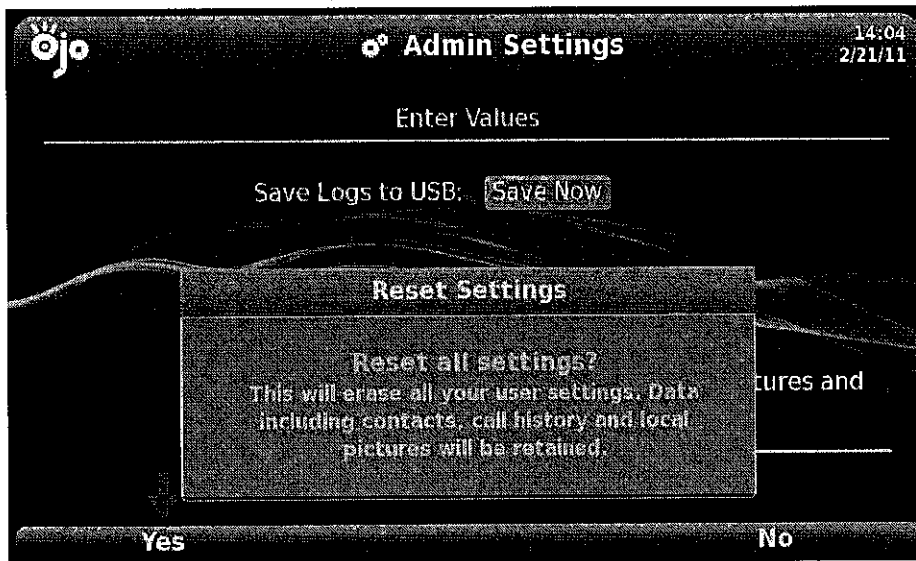 Ojo
Admin Settings
14:04
2/21/11
Enter Values
Save Logs to USB: Save Now
Reset Settings
Reset all settings?
This will erase all your user settings. Data
including contacts, call history and local
pictures will be retained.
tures and
Yes
No